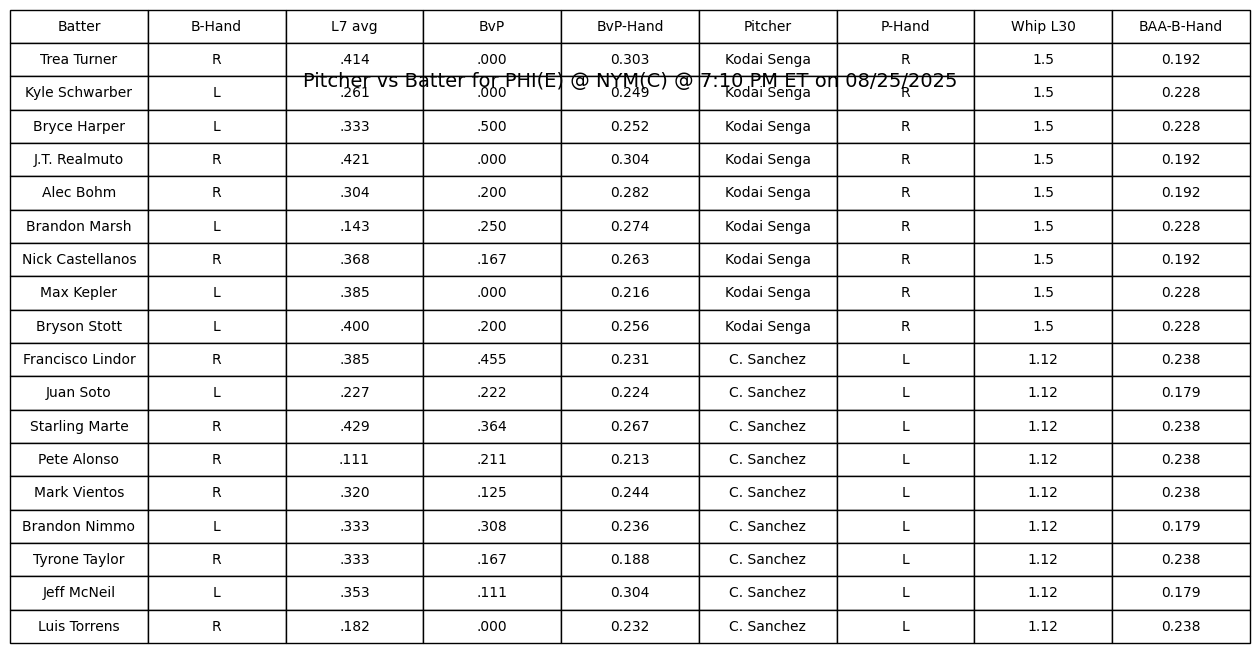 Batter B-Hand L7 avg BvP BvP-Hand Pitcher P-Hand Whip L30 BAA-B-Hand
Trea Turner R .414 .000 0.303 Kodai Senga R 1.5 0.192
Pitcher vs Batter for PHI(E) @ NYM(C) @ 7:10 PM ET on 08/25/2025
Kyle Schwarber L .261 .000 0.249 Kodai Senga R 1.5 0.228
Bryce Harper L .333 .500 0.252 Kodai Senga R 1.5 0.228
J.T. Realmuto R .421 .000 0.304 Kodai Senga R 1.5 0.192
Alec Bohm R .304 .200 0.282 Kodai Senga R 1.5 0.192
Brandon Marsh L .143 .250 0.274 Kodai Senga R 1.5 0.228
Nick Castellanos R .368 .167 0.263 Kodai Senga R 1.5 0.192
Max Kepler L .385 .000 0.216 Kodai Senga R 1.5 0.228
Bryson Stott L .400 .200 0.256 Kodai Senga R 1.5 0.228
Francisco Lindor R .385 .455 0.231 C. Sanchez L 1.12 0.238
Juan Soto L .227 .222 0.224 C. Sanchez L 1.12 0.179
Starling Marte R .429 .364 0.267 C. Sanchez L 1.12 0.238
Pete Alonso R .111 .211 0.213 C. Sanchez L 1.12 0.238
Mark Vientos R .320 .125 0.244 C. Sanchez L 1.12 0.238
Brandon Nimmo L .333 .308 0.236 C. Sanchez L 1.12 0.179
Tyrone Taylor R .333 .167 0.188 C. Sanchez L 1.12 0.238
Jeff McNeil L .353 .111 0.304 C. Sanchez L 1.12 0.179
Luis Torrens R .182 .000 0.232 C. Sanchez L 1.12 0.238